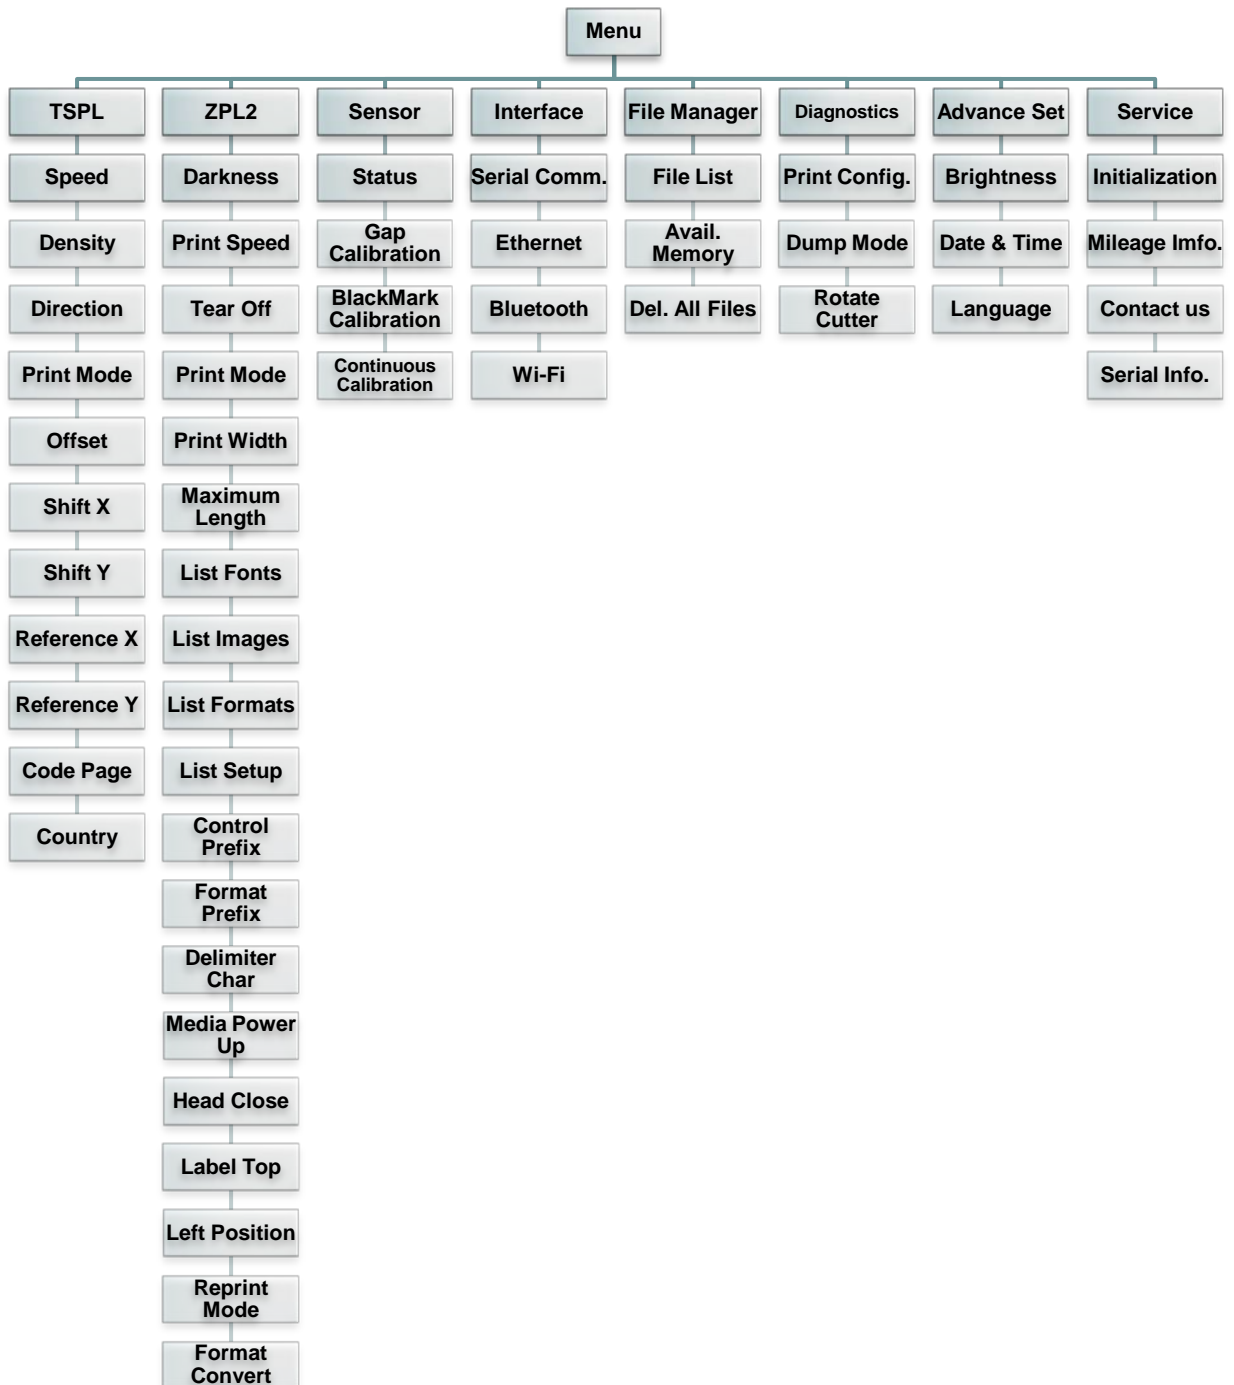 Menu
TSPL
ZPL2
Sensor
Interface
File Manager
Diagnostics
Advance Set
Service
Speed
Darkness
Status
Serial Comm.
File List
Print Config.
Brightness
Initialization
Density
Print Speed
Gap
Calibration
Ethernet
Avail.
Memory
Dump Mode
Date & Time
Mileage Imfo.
Direction
Tear Off
BlackMark
Calibration
Bluetooth
Del. All Files
Rotate
Cutter
Language
Contact us
Print Mode
Print Mode
Continuous
Calibration
Wi-Fi
Serial Info.
Offset
Print Width
Shift X
Maximum
Length
Shift Y
List Fonts
Reference X
List Images
Reference Y
List Formats
Code Page
List Setup
Country
Control
Prefix
Format
Prefix
Delimiter
Char
Media Power
Up
Head Close
Label Top
Left Position
Reprint
Mode
Format
Convert